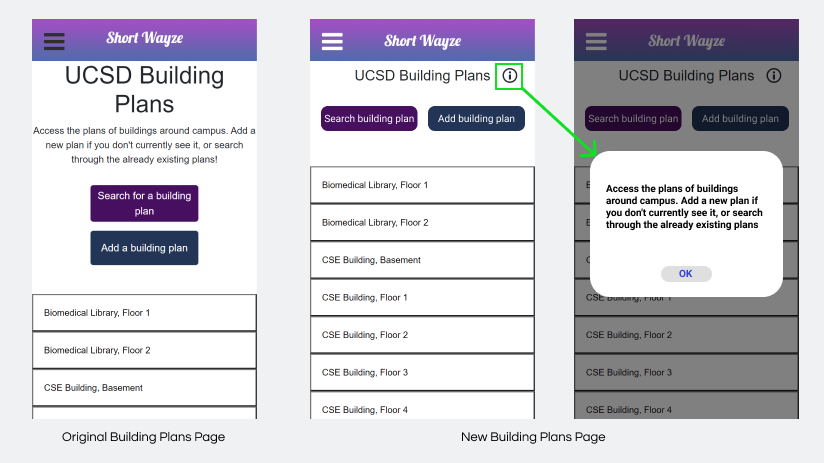 Short Wayze
UCSD Building
Plans
Access the plans of buildings around campus. Add a
new plan if you don't currently see it, or search
through the already existing plans!
Search for a building
plan
Add a building plan
Biomedical Library, Floor 1
Biomedical Library, Floor 2
CSE Building, Basement
Original Building Plans Page
Short Wayze
UCSD Building Plans
Search building plan
Add building plan
Biomedical Library, Floor 1
Biomedical Library, Floor 2
CSE Building, Basement
CSE Building, Floor 1
CSE Building, Floor 2
CSE Building, Floor 3
CSE Building, Floor 4
Short Wayze
UCSD Building Plans
Search building plan
Add building plan
Access the plans of buildings
around campus. Add a new plan if
you don't currently see it, or search
through the already existing plans
OK
CSE Building, Floor 1
CSE Building, Floor 2
CSE Building, Floor 3
CSE Building, Floor 4
New Building Plans Page